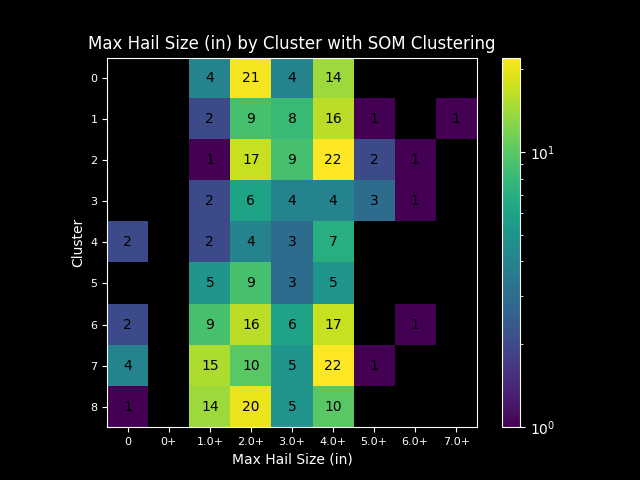 Max Hail Size (in) by Cluster with SOM Clustering
0 4 21 4 14
1 2 9 8 16 1 1
2 1 17 9 22 2 1
3 2 6 4 4 3 1
4 2 2 4 3 7
5 5 9 3 5
6 2 9 16 6 17 1
7 4 15 10 5 22 1
8 1 14 20 5 10
0 0+ 1.0+ 2.0+ 3.0+ 4.0+ 5.0+ 6.0+ 7.0+
Max Hail Size (in)
Cluster
10¹
10⁰